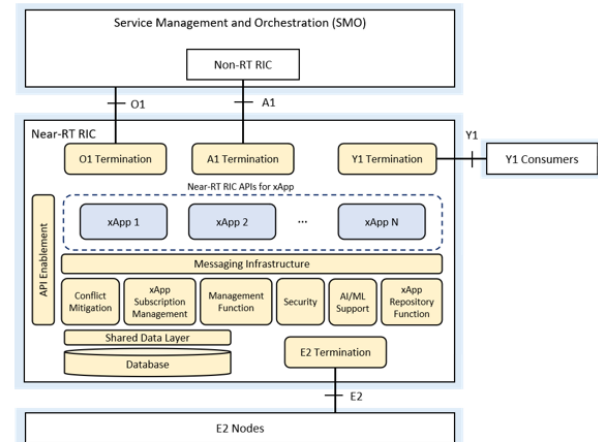 Service Management and Orchestration (SMO)
Non-RT RIC
O1
A1
Near-RT RIC
Y1
O1 Termination
A1 Termination
Y1 Termination
Y1 Consumers
Near-RT RIC APIs for xApp
API Enablement
xApp 1
xApp 2
...
xApp N
Messaging Infrastructure
Conflict
Mitigation
xApp
Subscription
Management
Management
Function
Security
AI/ML
Support
xApp
Repository
Function
Shared Data Layer
Database
E2 Termination
E2
E2 Nodes